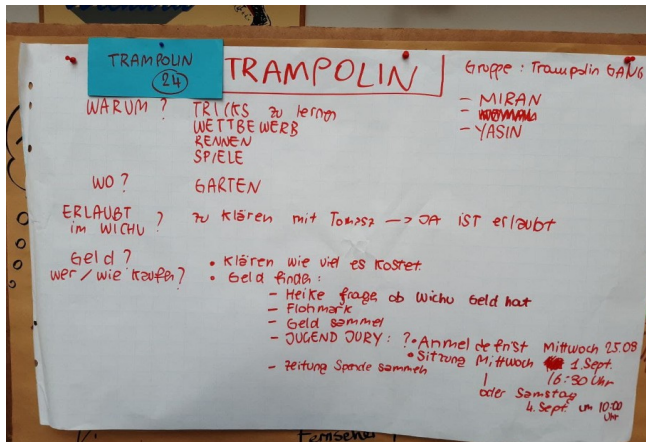 TRAMPOLIN
24
TRAMPOLIN
Gruppe: Trampolin GANG
- MIRAN
-
- YASIN
WARUM? TRICKS zu lernen
WETTBEWERB
RENNEN
SPIELE
WO? GARTEN
ERLAUBT im WICHU? zu klären mit Tomasz → JA IST erlaubt
Geld?
wer/wie kaufen?
• Klären wie viel es kostet
• Geld finden:
- Heike frage ob Wichu Geld hat
- Flohmark
- Geld sammel
- JUGEND JURY: ? • Anmeldefrist Mittwoch 25.08
• Sitzung Mittwoch 1.Sept.
16:30 Uhr
oder Samstag
4.Sept. um 10:00 Uhr
- Zeitung Spende sammeln
Fernseher